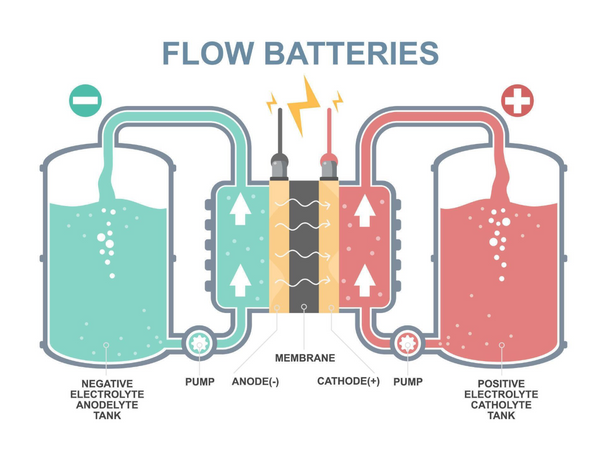 FLOW BATTERIES
MEMBRANE
NEGATIVE
ELECTROLYTE
ANODELYTE
TANK
PUMP
ANODE(-)
CATHODE(+)
PUMP
POSITIVE
ELECTROLYTE
CATHOLYTE
TANK